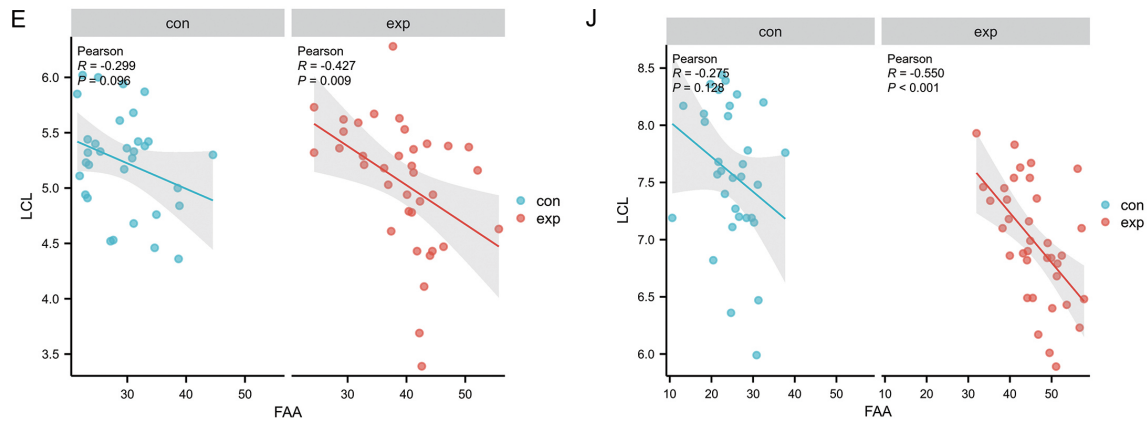 E
con
exp
Pearson
R = -0.299
P = 0.096
Pearson
R = -0.427
P = 0.009
6.0
5.5
5.0
4.5
4.0
3.5
LCL
30 40 50
30 40 50
FAA
con
exp
J
con
exp
Pearson
R = -0.275
P = 0.128
Pearson
R = -0.550
P < 0.001
8.5
8.0
7.5
7.0
6.5
6.0
LCL
10 20 30 40 50
10 20 30 40 50
FAA
con
exp